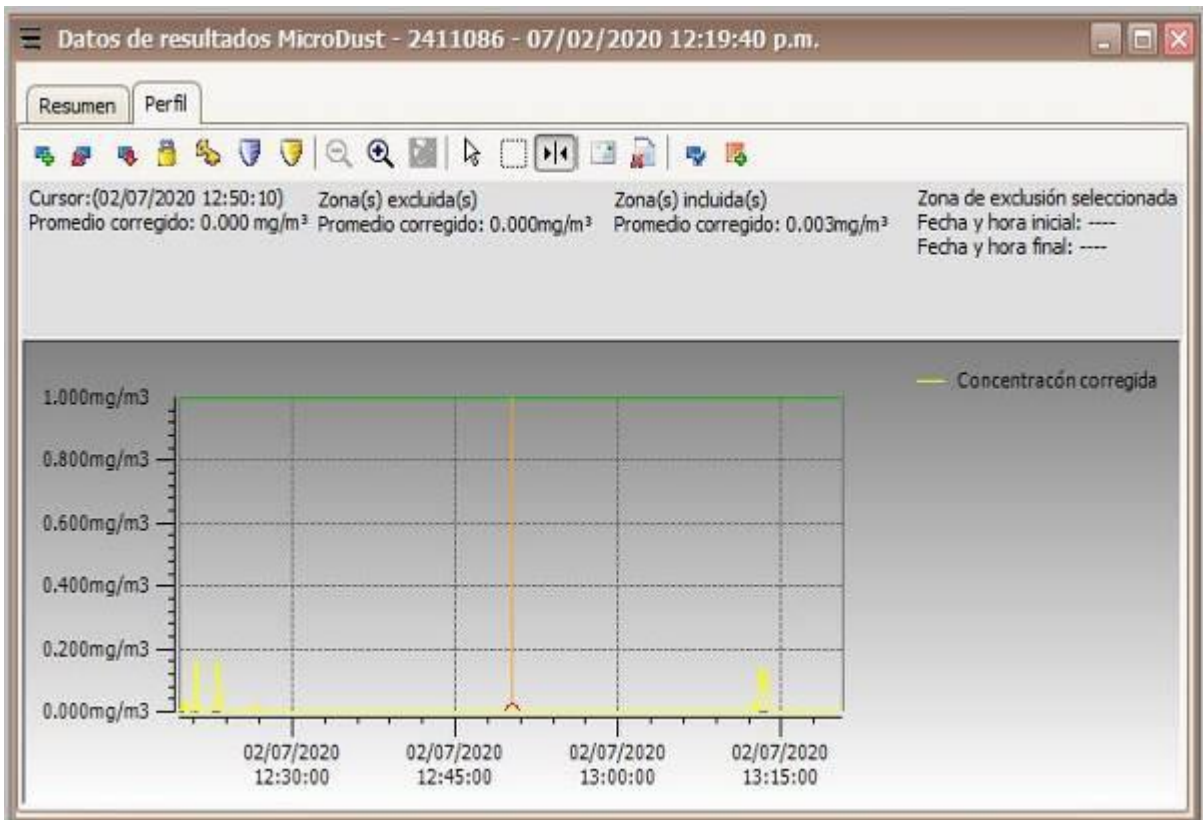 Datos de resultados MicroDust - 2411086 - 07/02/2020 12:19:40 p.m.
Resumen
Perfil
Cursor:(02/07/2020 12:50:10)
Promedio corregido: 0.000 mg/m³
Zona(s) excluida(s)
Promedio corregido: 0.000mg/m³
Zona(s) incluida(s)
Promedio corregido: 0.003mg/m³
Zona de exclusión seleccionada
Fecha y hora inicial: ----
Fecha y hora final: ----
Concentracón corregida
1.000mg/m3
0.800mg/m3
0.600mg/m3
0.400mg/m3
0.200mg/m3
0.000mg/m3
02/07/2020
12:30:00
02/07/2020
12:45:00
02/07/2020
13:00:00
02/07/2020
13:15:00